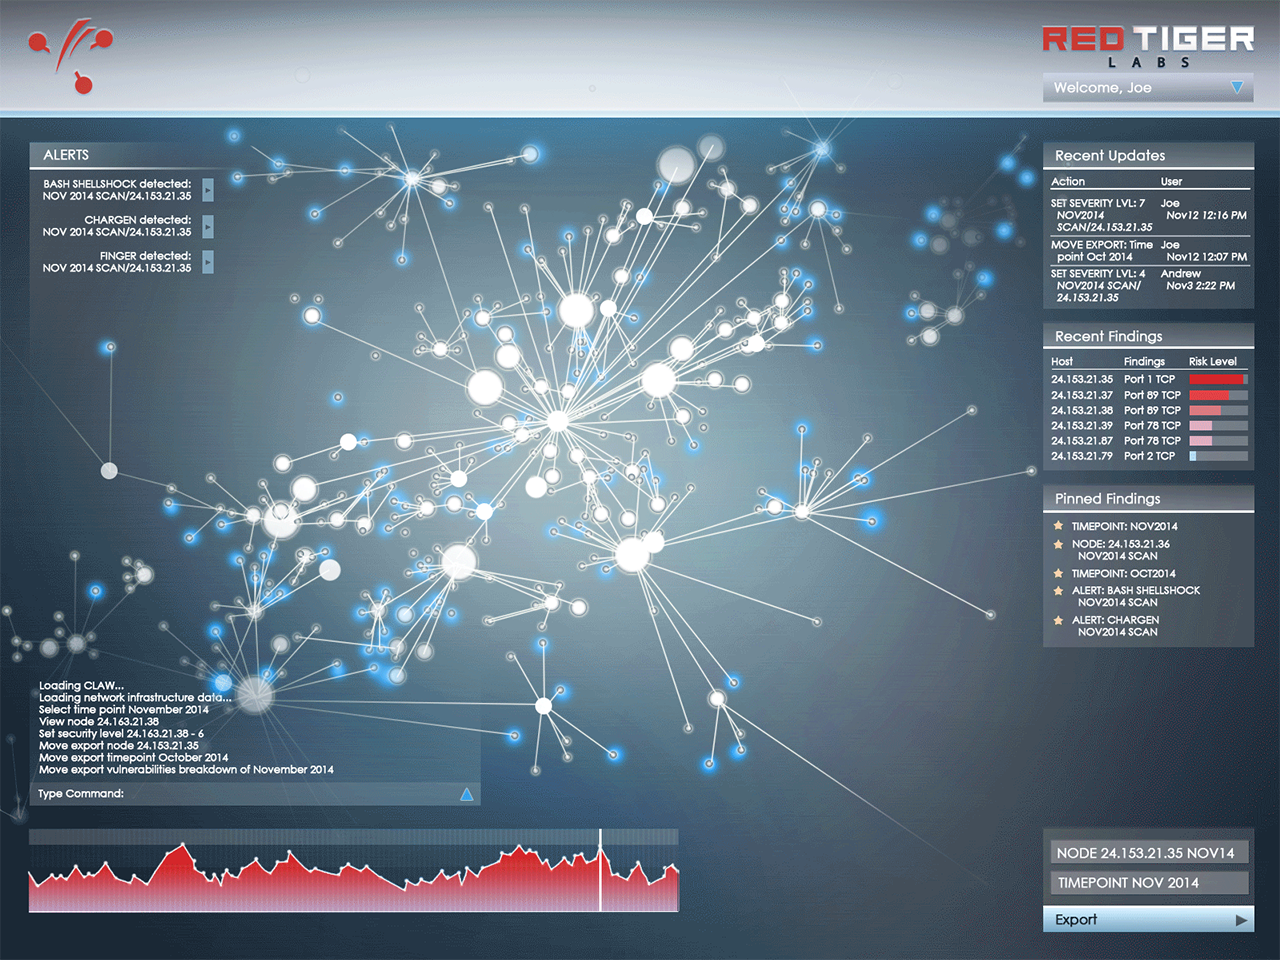 RED TIGER
LABS
Welcome, Joe
ALERTS
BASH SHELLSHOCK detected:
NOV 2014 SCAN/24.153.21.35
CHARGEN detected:
NOV 2014 SCAN/24.153.21.35
FINGER detected:
NOV 2014 SCAN/24.153.21.35
Loading CLAW...
Loading network infrastructure data...
Select time point November 2014
View node 24.163.21.38
Set security level 24.163.21.38 - 6
Move export node 24.153.21.35
Move export timepoint October 2014
Move export vulnerabilities breakdown of November 2014
Type Command:
Recent Updates
Action User
SET SEVERITY LVL: 7 Joe
NOV2014 Nov12 12:16 PM
SCAN/24.153.21.35
MOVE EXPORT: Time Joe
point Oct 2014 Nov12 12:07 PM
SET SEVERITY LVL: 4 Andrew
NOV2014 SCAN/ Nov3 2:22 PM
24.153.21.35
Recent Findings
Host Findings Risk Level
24.153.21.35 Port 1 TCP
24.153.21.37 Port 89 TCP
24.153.21.38 Port 89 TCP
24.153.21.39 Port 78 TCP
24.153.21.87 Port 78 TCP
24.153.21.79 Port 2 TCP
Pinned Findings
TIMEPOINT: NOV2014
NODE: 24.153.21.36
NOV2014 SCAN
TIMEPOINT: OCT2014
ALERT: BASH SHELLSHOCK
NOV2014 SCAN
ALERT: CHARGEN
NOV2014 SCAN
NODE 24.153.21.35 NOV14
TIMEPOINT NOV 2014
Export